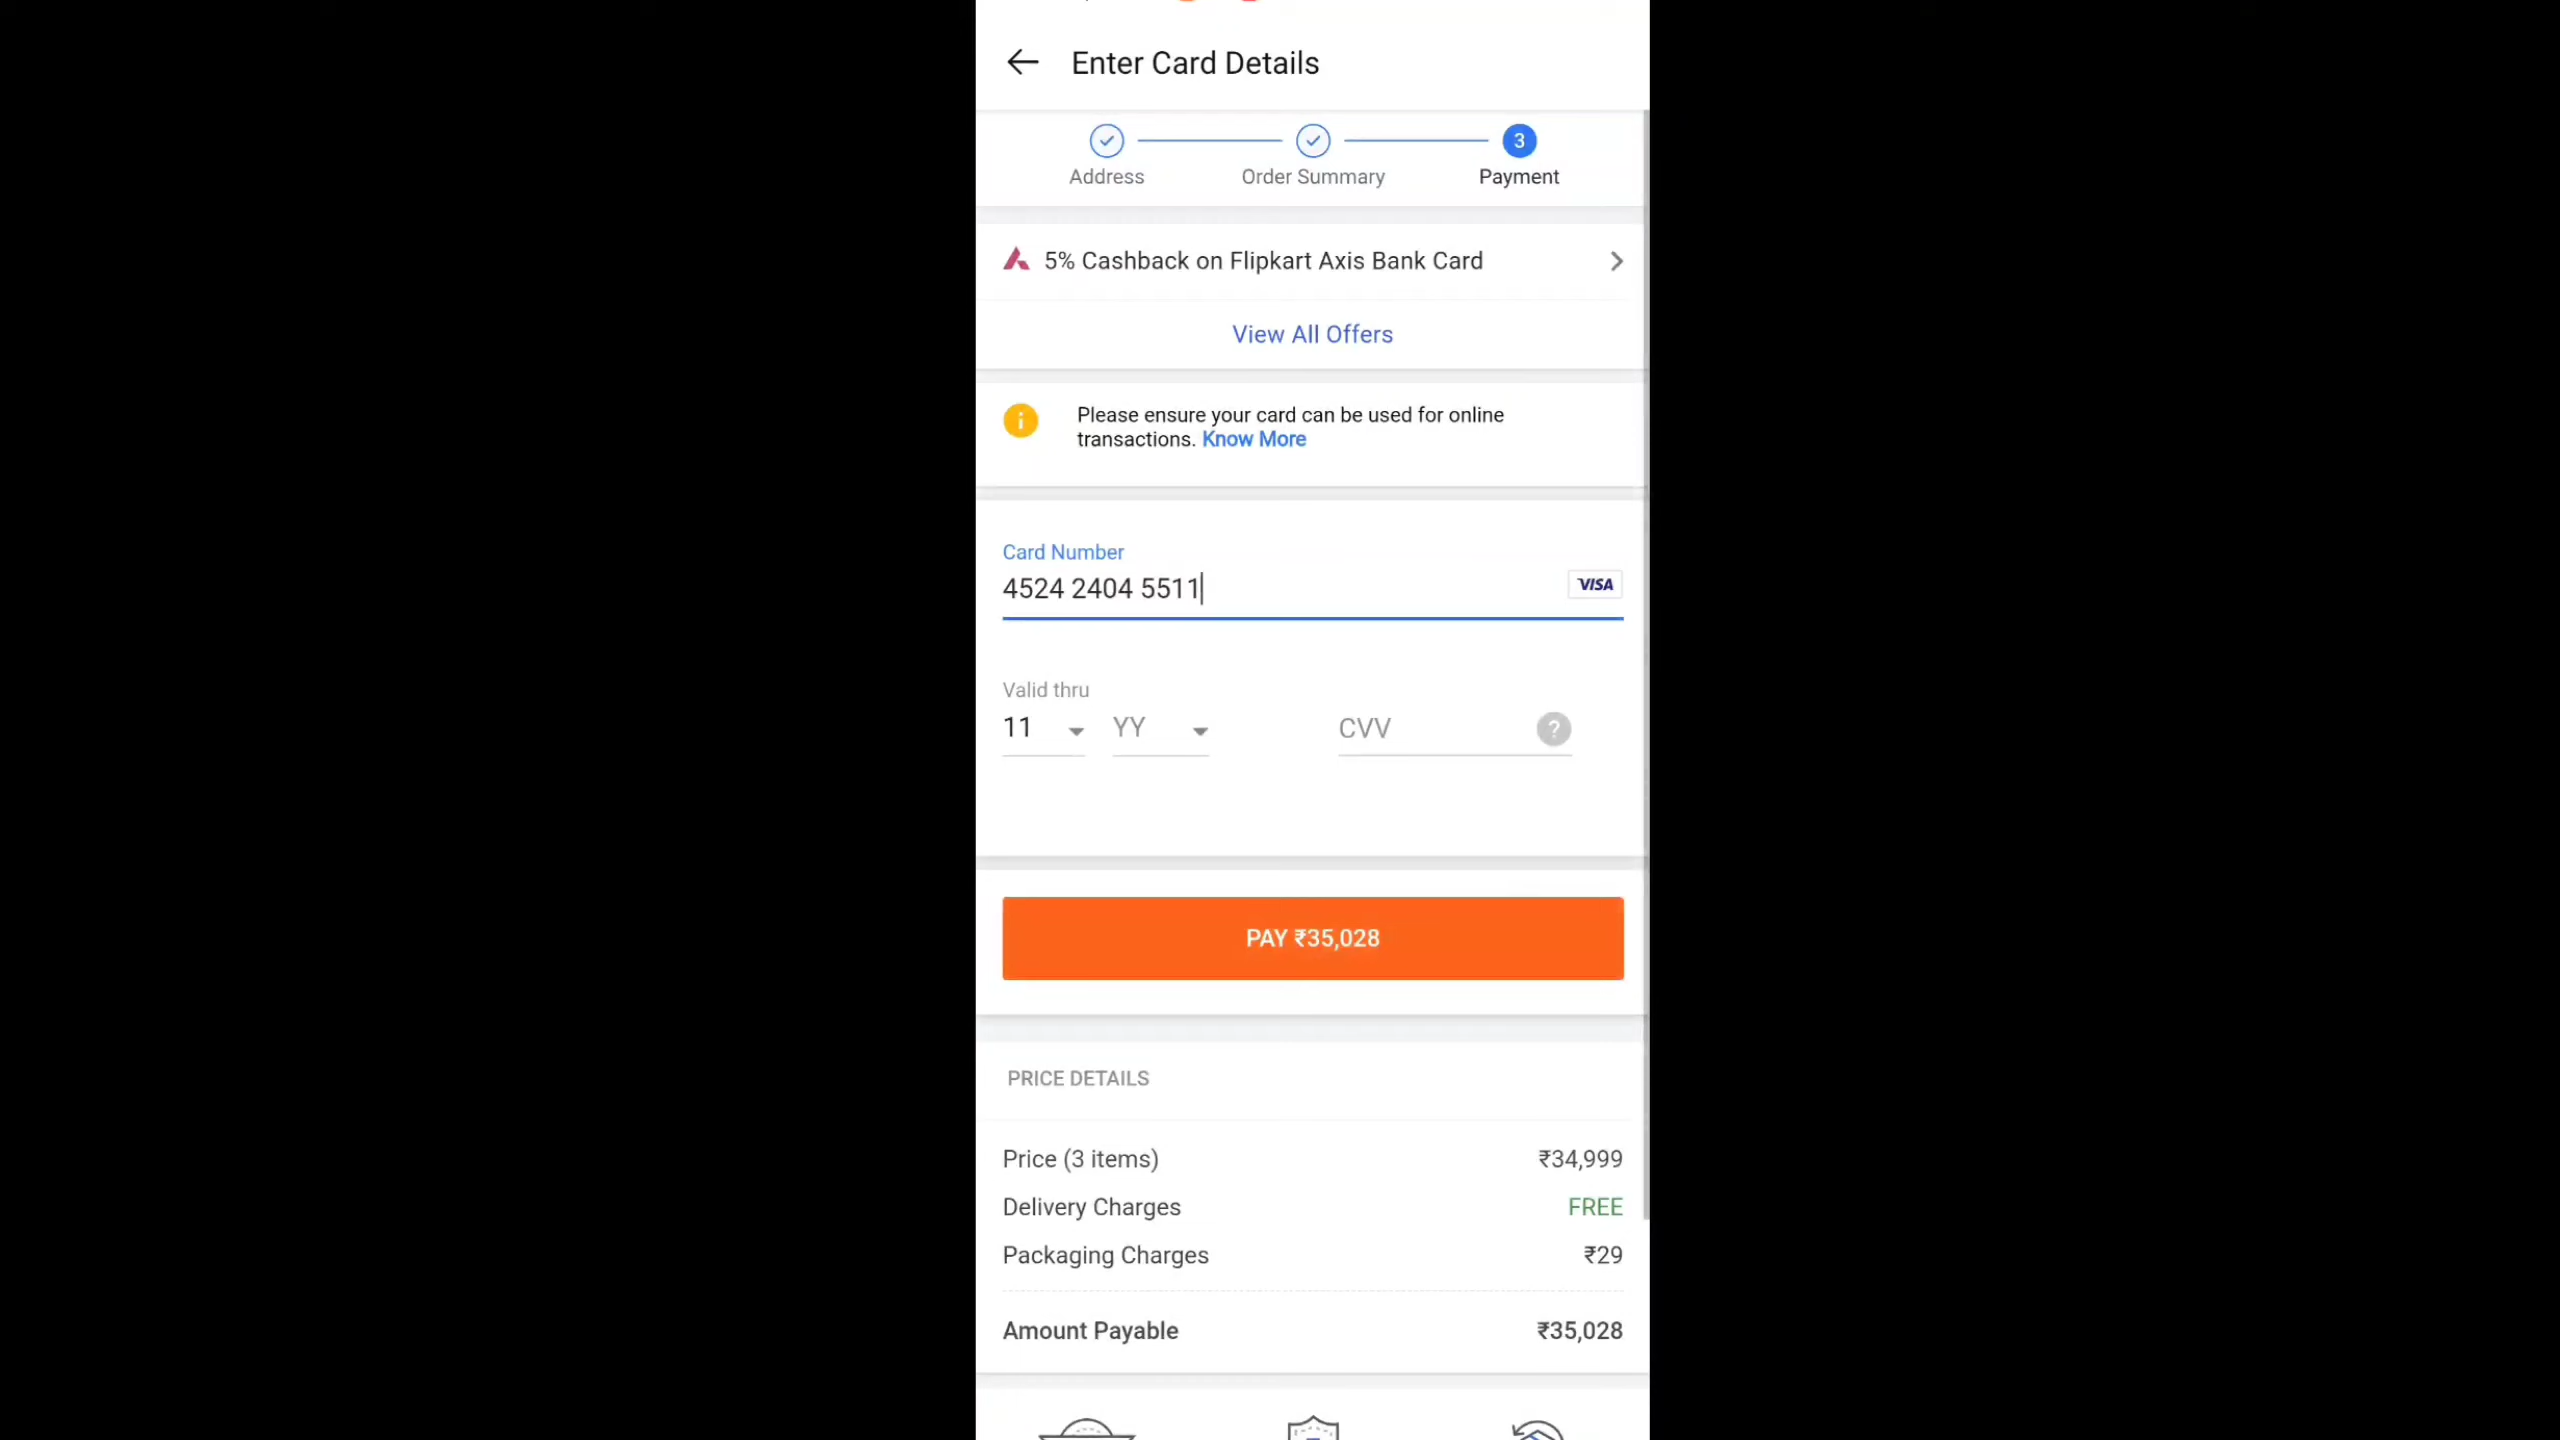 Enter Card Details
3
Address
Order Summary
Payment
5% Cashback on Flipkart Axis Bank Card
View All Offers
Please ensure your card can be used for online
transactions. Know More
Card Number
4524 2404 5511
VISA
Valid thru
11
YY
CVV
?
PAY ₹35,028
PRICE DETAILS
Price (3 items) ₹34,999
Delivery Charges FREE
Packaging Charges ₹29
Amount Payable ₹35,028